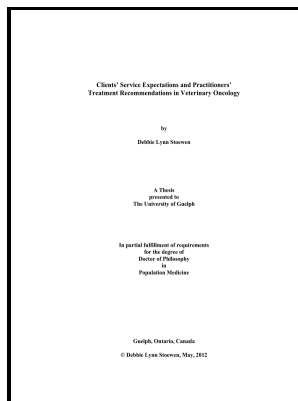 Clients' Service Expectations and Practitioners'
Treatment Recommendations in Veterinary Oncology
by
Debbie Lynn Stoewen
A Thesis
presented to
The University of Guelph
In partial fulfilment of requirements
for the degree of
Doctor of Philosophy
in
Population Medicine
Guelph, Ontario, Canada
© Debbie Lynn Stoewen, May, 2012